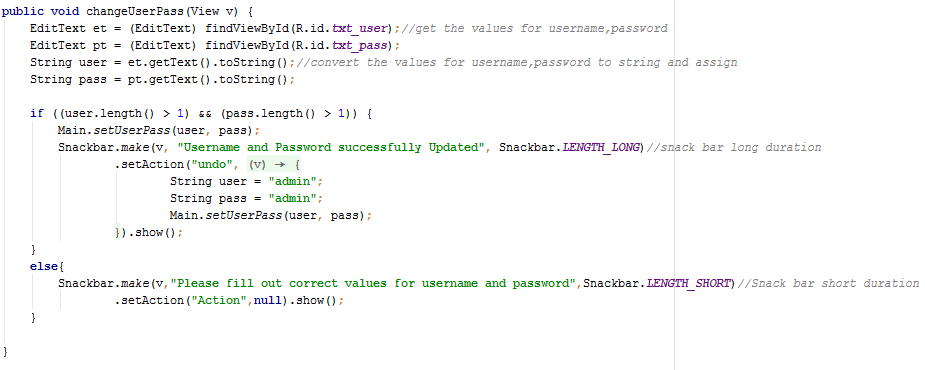 public void changeUserPass(View v) {
    EditText et = (EditText) findViewById(R.id.txt_user);//get the values for username,password
    EditText pt = (EditText) findViewById(R.id.txt_pass);
    String user = et.getText().toString();//convert the values for username,password to string and assign
    String pass = pt.getText().toString();

    if ((user.length() > 1) && (pass.length() > 1)) {
        Main.setUserPass(user, pass);
        Snackbar.make(v, "Username and Password successfully Updated", Snackbar.LENGTH_LONG)//snack bar long duration
                .setAction("undo", (v) → {
                        String user = "admin";
                        String pass = "admin";
                        Main.setUserPass(user, pass);
                }).show();
    }
    else{
        Snackbar.make(v,"Please fill out correct values for username and password",Snackbar.LENGTH_SHORT)//Snack bar short duration
                .setAction("Action",null).show();
    }

}